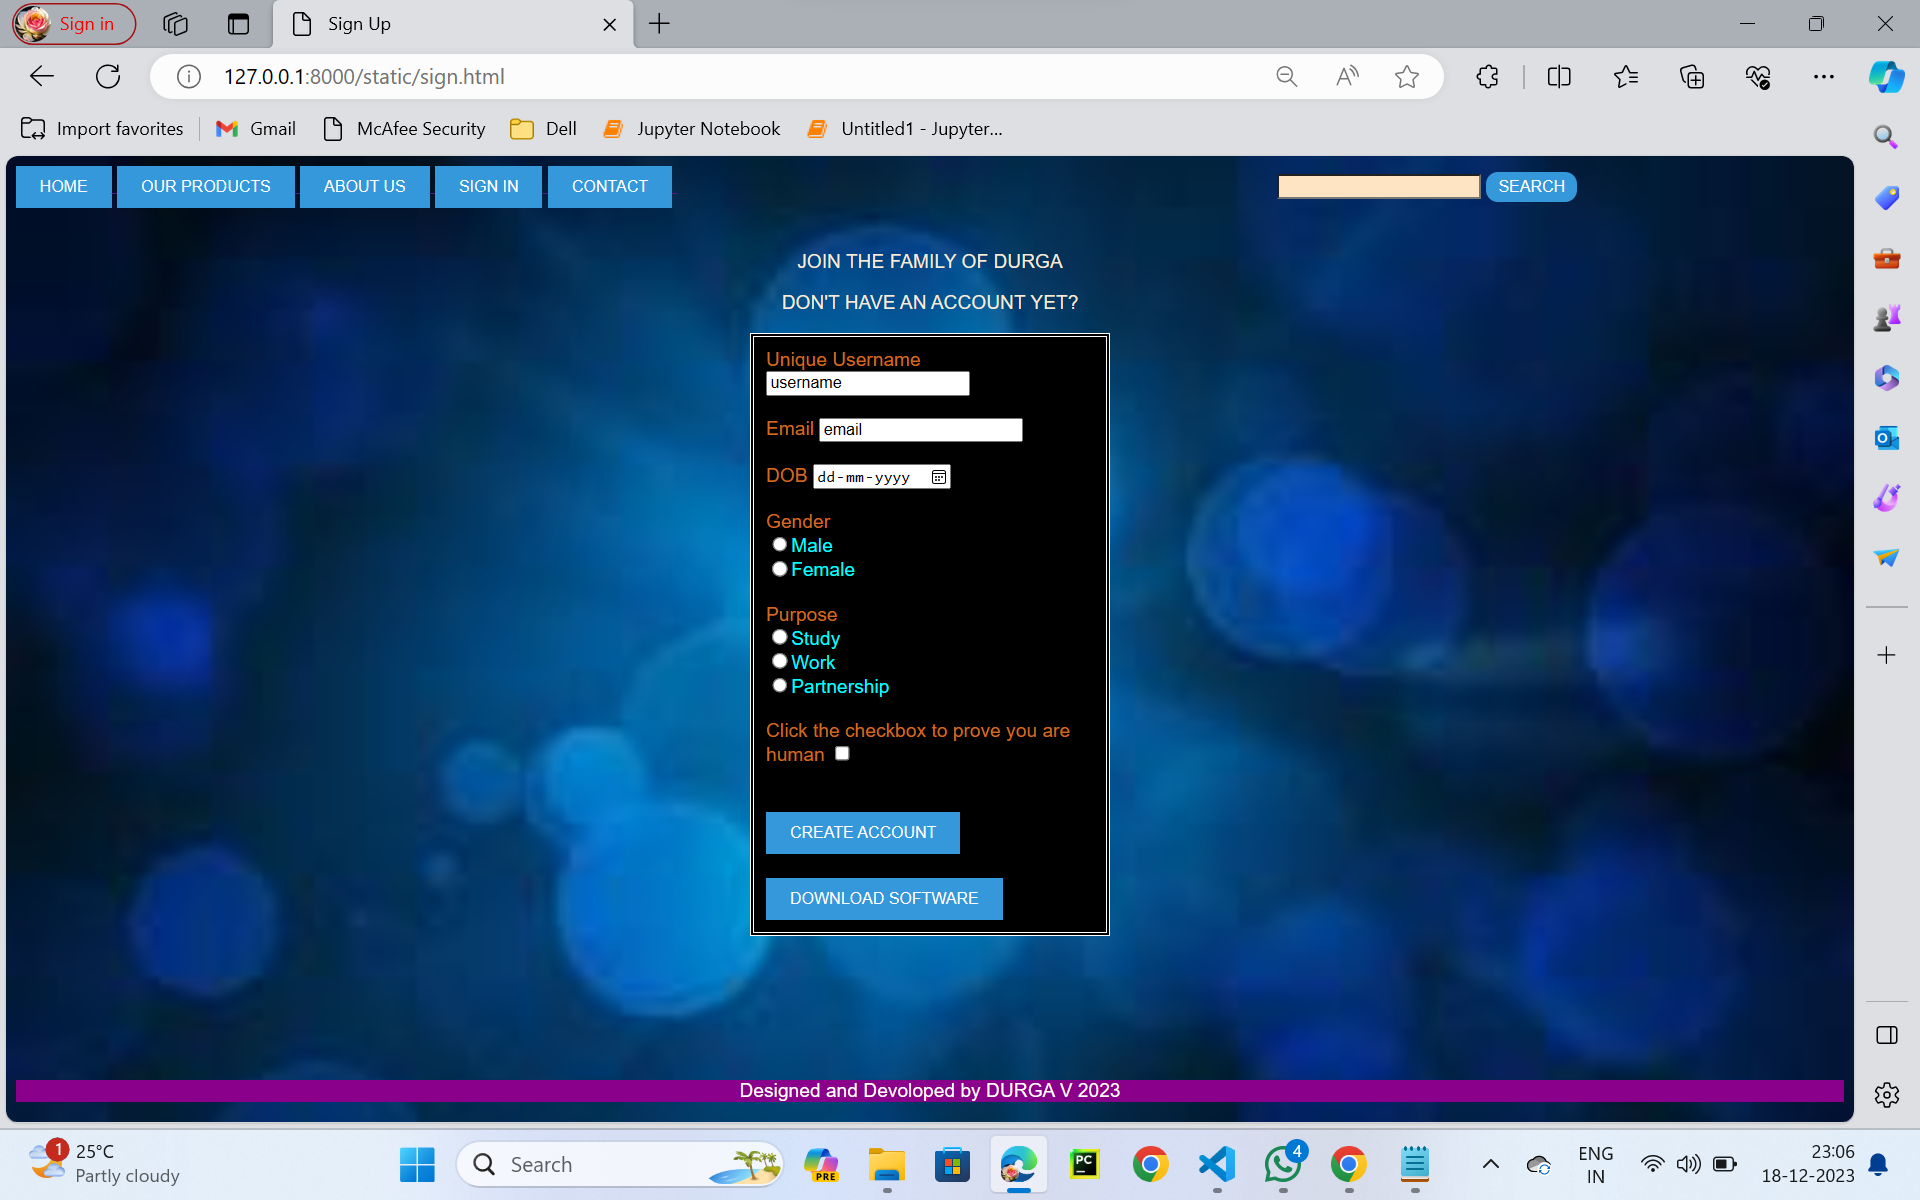 Sign in
Sign Up
127.0.0.1:8000/static/sign.html
Import favorites
Gmail
McAfee Security
Dell
Jupyter Notebook
Untitled1 - Jupyter...
HOME
OUR PRODUCTS
ABOUT US
SIGN IN
CONTACT
SEARCH
JOIN THE FAMILY OF DURGA
DON'T HAVE AN ACCOUNT YET?
Unique Username
username
Email email
DOB dd-mm-yyyy
Gender
Male
Female
Purpose
Study
Work
Partnership
Click the checkbox to prove you are
human
CREATE ACCOUNT
DOWNLOAD SOFTWARE
Designed and Devoloped by DURGA V 2023
1
25°C
Partly cloudy
Search
PRE
PC
4
ENG
IN
23:06
18-12-2023